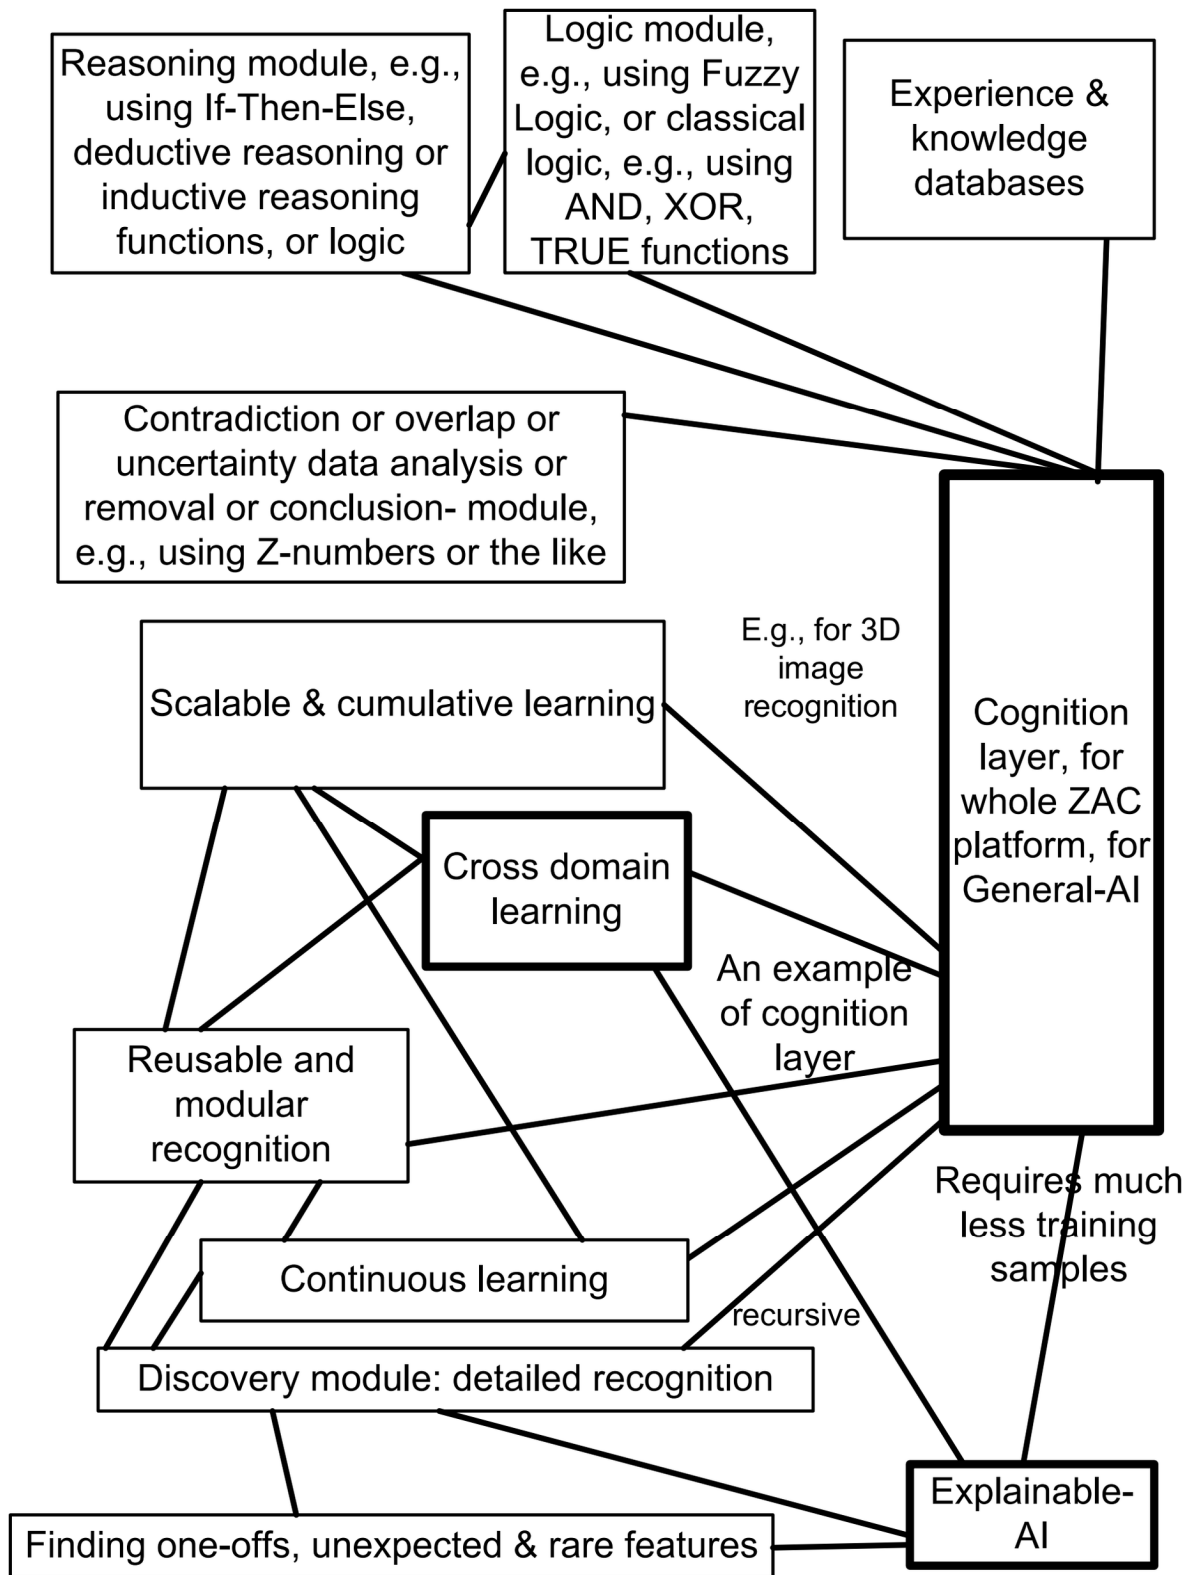 Reasoning module, e.g.,
using If-Then-Else,
deductive reasoning or
inductive reasoning
functions, or logic
Logic module,
e.g., using Fuzzy
Logic, or classical
logic, e.g., using
AND, XOR,
TRUE functions
Experience &
knowledge
databases
Contradiction or overlap or
uncertainty data analysis or
removal or conclusion- module,
e.g., using Z-numbers or the like
E.g., for 3D
image
recognition
Scalable & cumulative learning
Cognition
layer, for
whole ZAC
platform, for
General-AI
Cross domain
learning
An example
of cognition
layer
Reusable and
modular
recognition
Requires much
less training
samples
Continuous learning
recursive
Discovery module: detailed recognition
Explainable-
AI
Finding one-offs, unexpected & rare features